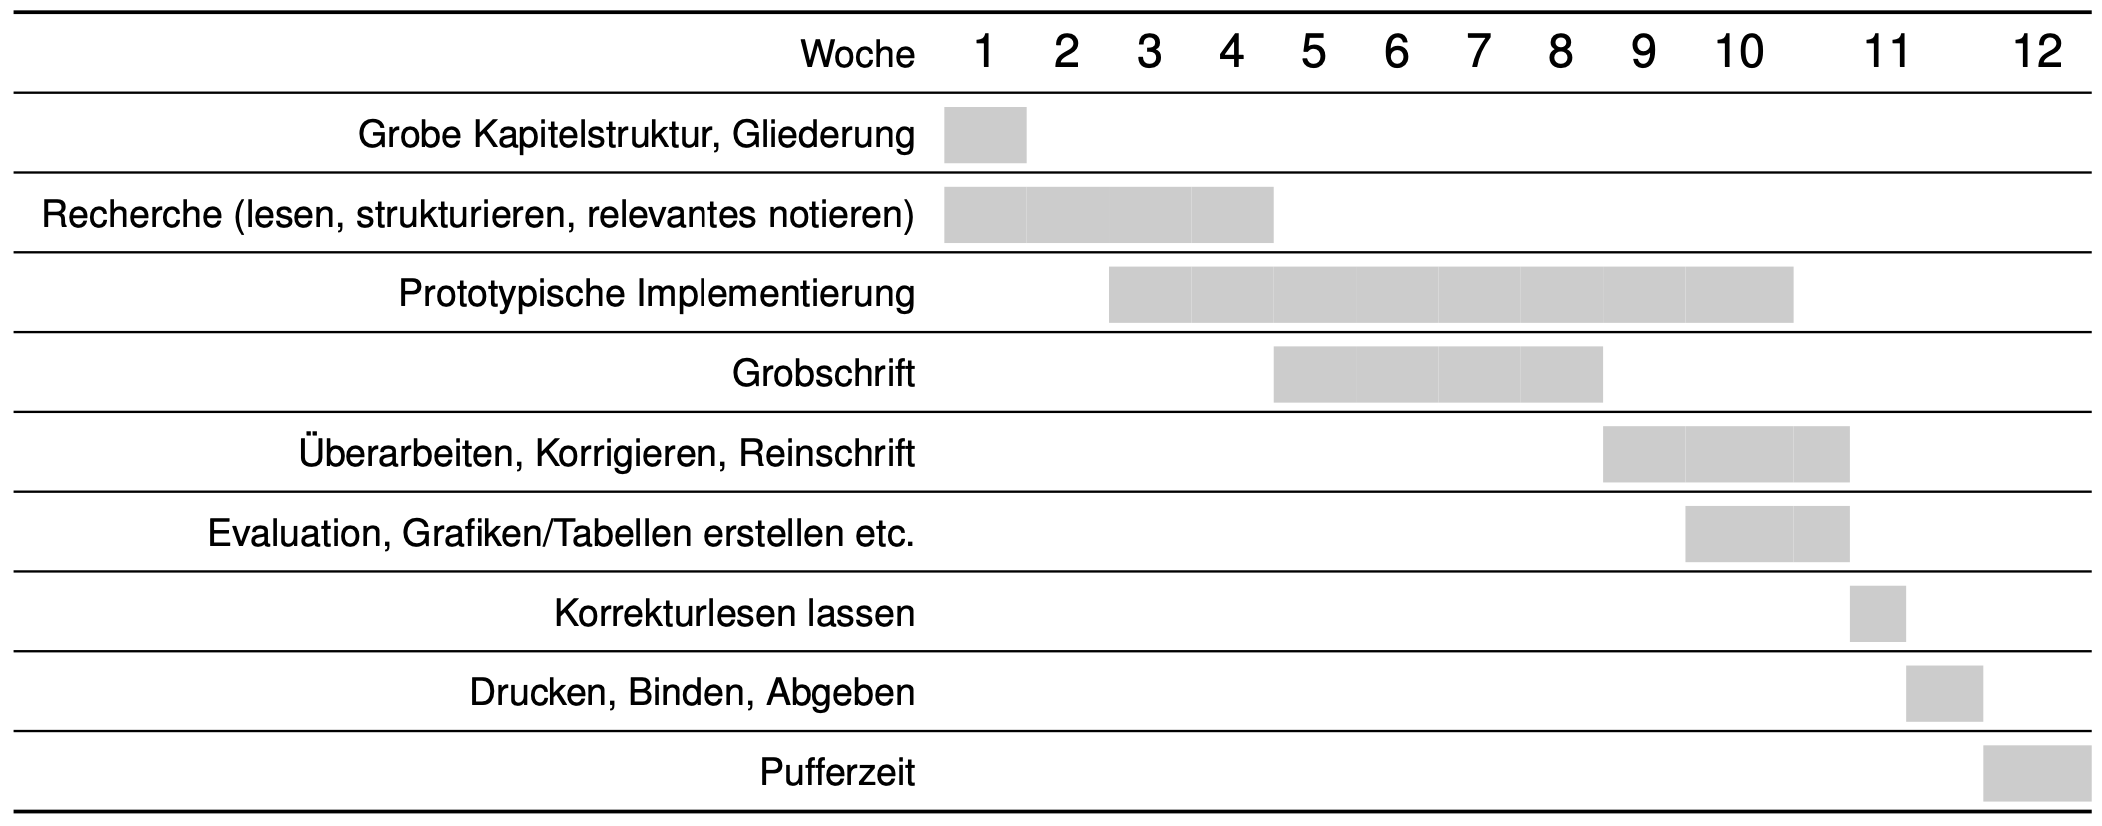 Woche 1 2 3 4 5 6 7 8 9 10 11 12
Grobe Kapitelstruktur, Gliederung
Recherche (lesen, strukturieren, relevantes notieren)
Prototypische Implementierung
Grobschrift
Überarbeiten, Korrigieren, Reinschrift
Evaluation, Grafiken/Tabellen erstellen etc.
Korrekturlesen lassen
Drucken, Binden, Abgeben
Pufferzeit